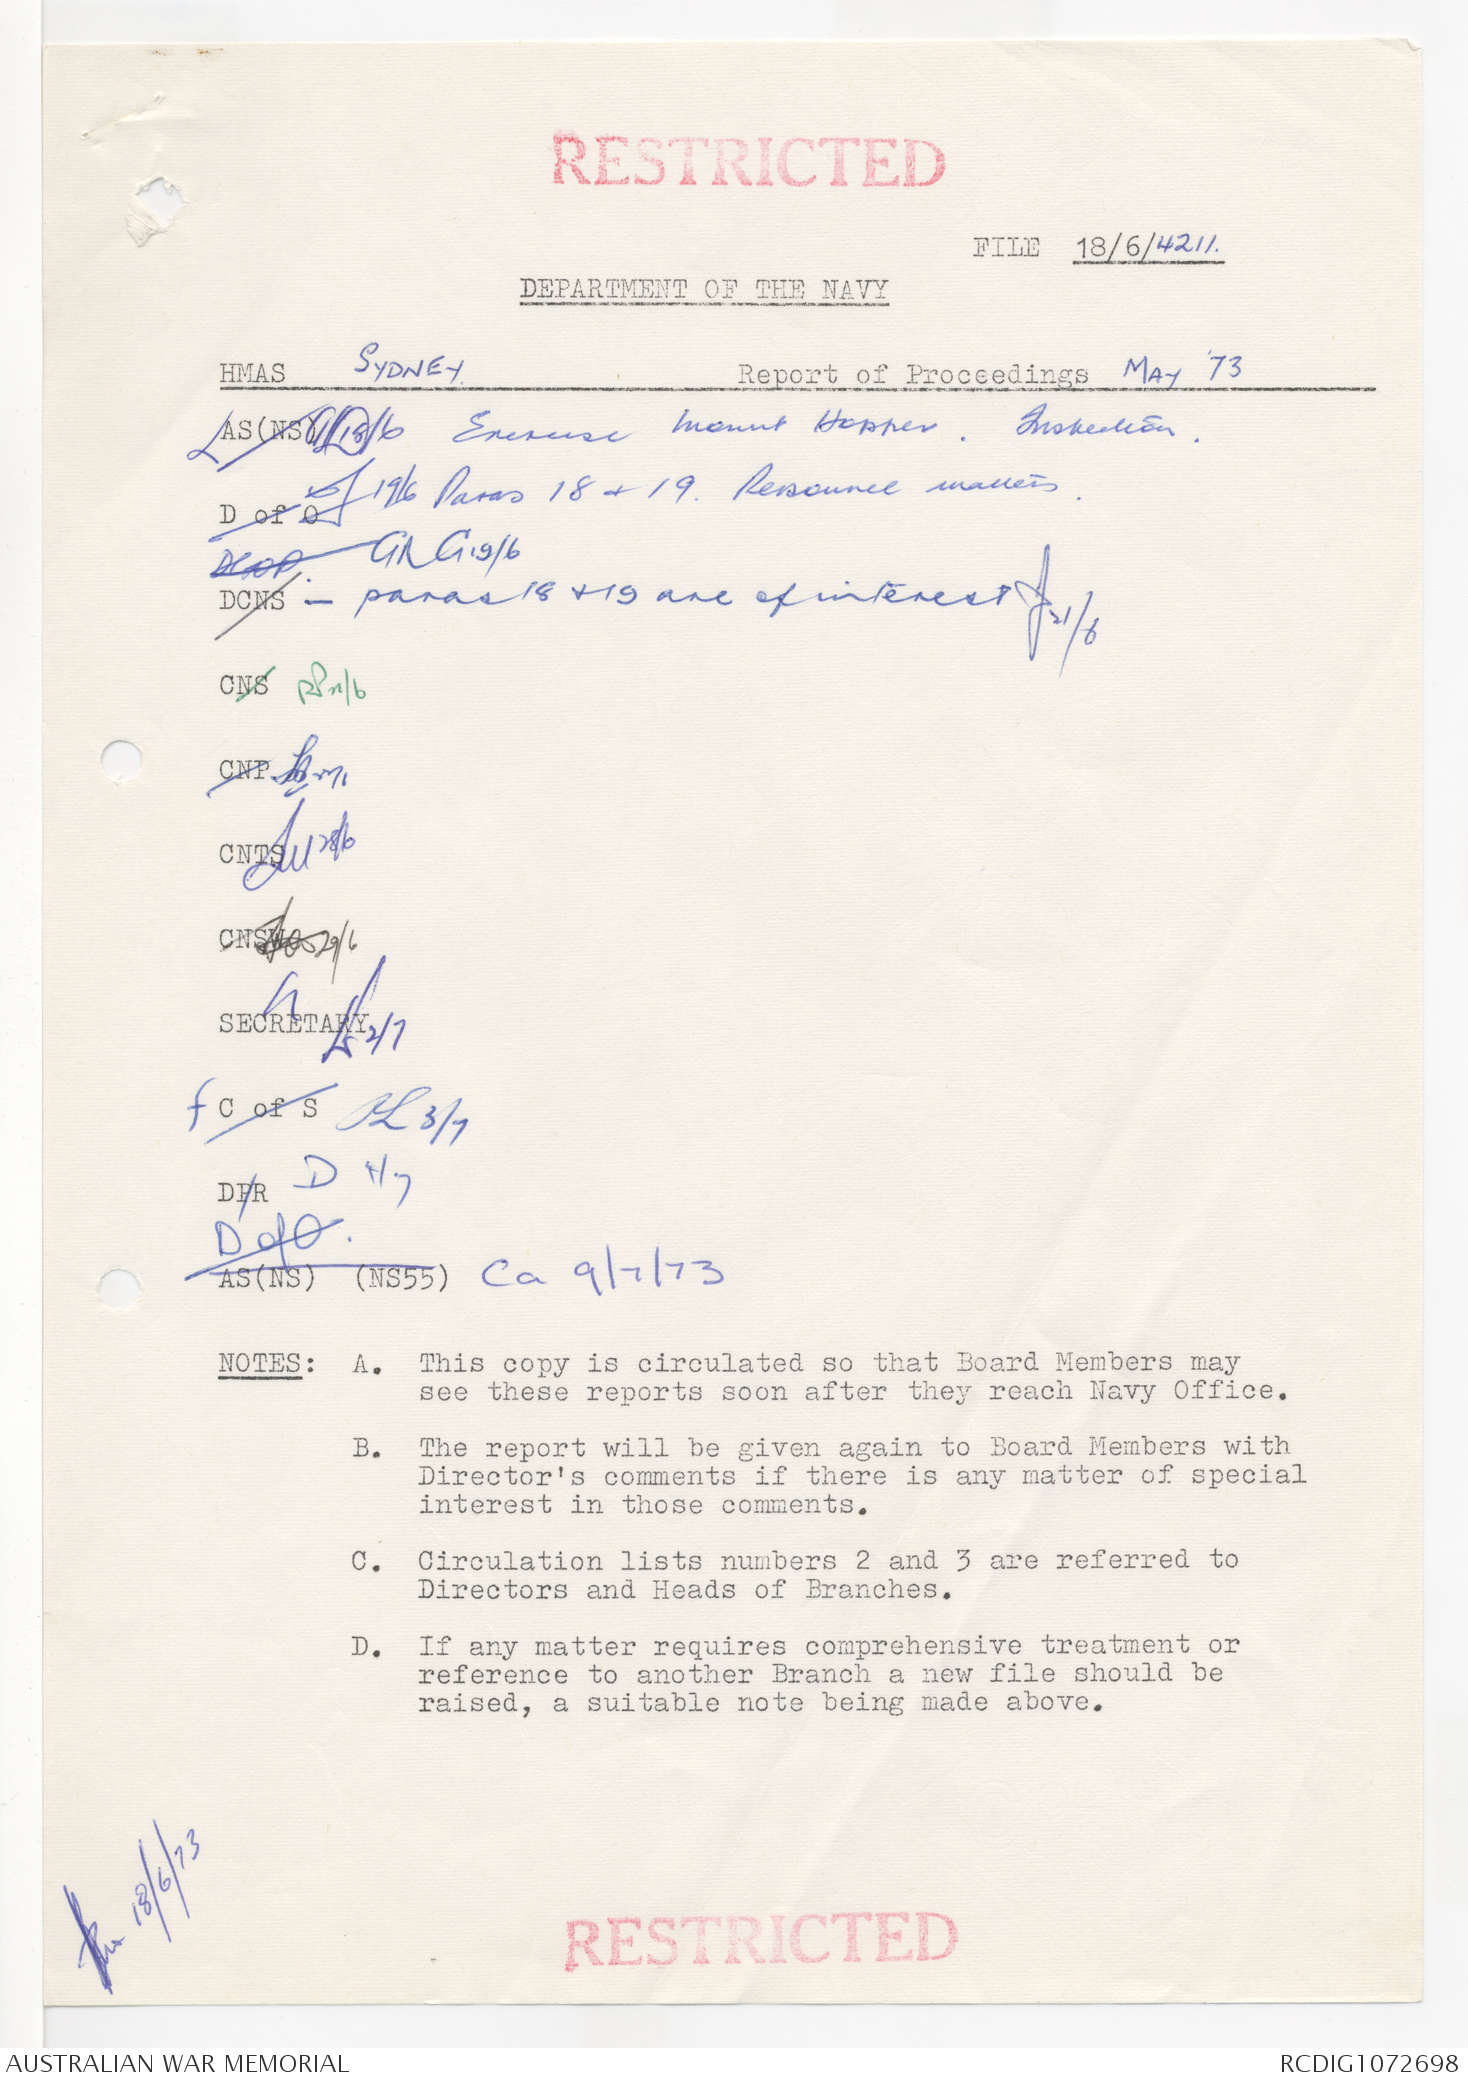 RESTRICTED
FILE 18/6/4211.
DEPARTMENT OF THE NAVY
HMAS SYDNEY Report of Proceedings MAY '73
AS(NS) 18/6 Exercise Hopper. Inspection.
19/6 Paras 18 + 19. Personnel matters.
D of O
19/6
DCNS — paras 18 + 19 are of interest 21/6
CNS
CNP
CNTS 28/6
CNSWO 29/6
SECRETARY 2/7
C of S 3/7
DPR D
D of O.
AS(NS) (NS55) Ca 9/7/73
NOTES: A. This copy is circulated so that Board Members may
see these reports soon after they reach Navy Office.
B. The report will be given again to Board Members with
Director's comments if there is any matter of special
interest in those comments.
C. Circulation lists numbers 2 and 3 are referred to
Directors and Heads of Branches.
D. If any matter requires comprehensive treatment or
reference to another Branch a new file should be
raised, a suitable note being made above.
18/6/73
RESTRICTED
AUSTRALIAN WAR MEMORIAL RCDIG1072698